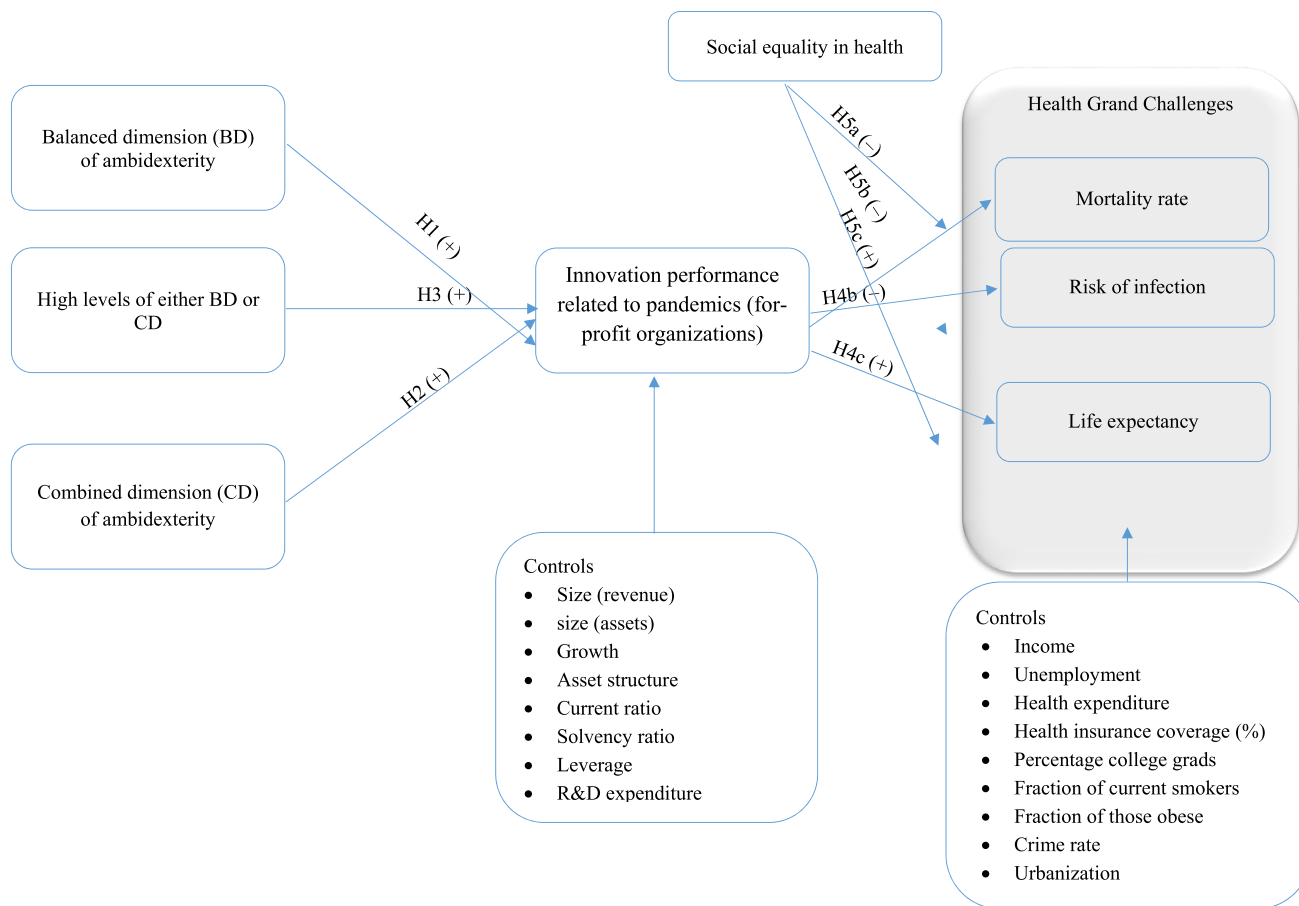 Social equality in health
Health Grand Challenges
Balanced dimension (BD)
of ambidexterity
High levels of either BD or
CD
Combined dimension (CD)
of ambidexterity
H1 (+)
H3 (+)
H2 (+)
Innovation performance
related to pandemics (for-
profit organizations)
H5a (–)
H5b (–)
H5c (+)
H4b (–)
H4c (+)
Mortality rate
Risk of infection
Life expectancy
Controls
• Size (revenue)
• size (assets)
• Growth
• Asset structure
• Current ratio
• Solvency ratio
• Leverage
• R&D expenditure
Controls
• Income
• Unemployment
• Health expenditure
• Health insurance coverage (%)
• Percentage college grads
• Fraction of current smokers
• Fraction of those obese
• Crime rate
• Urbanization